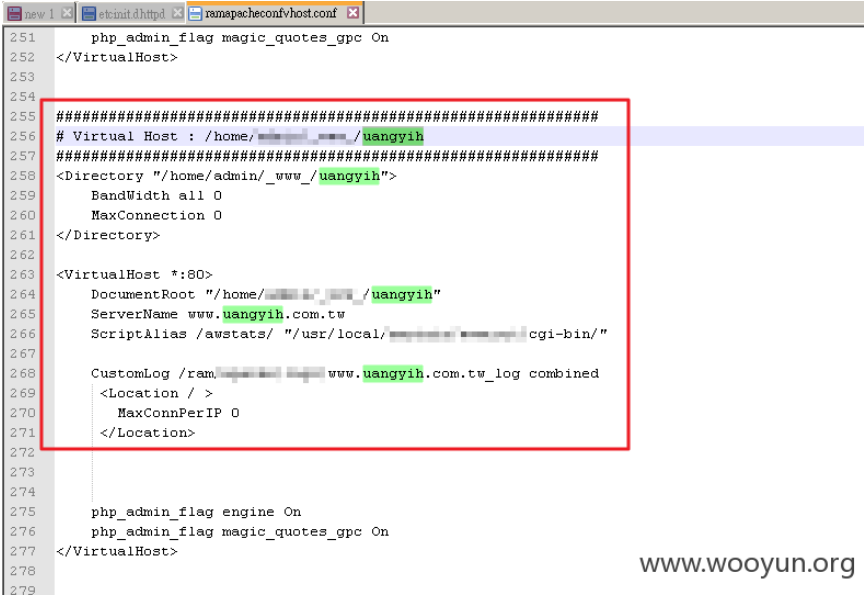 new 1 etcinit.dhttpd ramapacheconfvhost.conf
251 php_admin_flag magic_quotes_gpc On
252 </VirtualHost>
253
254
255 ##############################################################
256 # Virtual Host : /home/ /uangyih
257 ##############################################################
258 <Directory "/home/admin/_www_/uangyih">
259 BandWidth all 0
260 MaxConnection 0
261 </Directory>
262
263 <VirtualHost *:80>
264 DocumentRoot "/home/ /uangyih"
265 ServerName www.uangyih.com.tw
266 ScriptAlias /awstats/ "/usr/local/ cgi-bin/"
267
268 CustomLog /ram www.uangyih.com.tw_log combined
269 <Location / >
270 MaxConnPerIP 0
271 </Location>
272
273
274
275 php_admin_flag engine On
276 php_admin_flag magic_quotes_gpc On
277 </VirtualHost>
278
279
www.wooyun.org